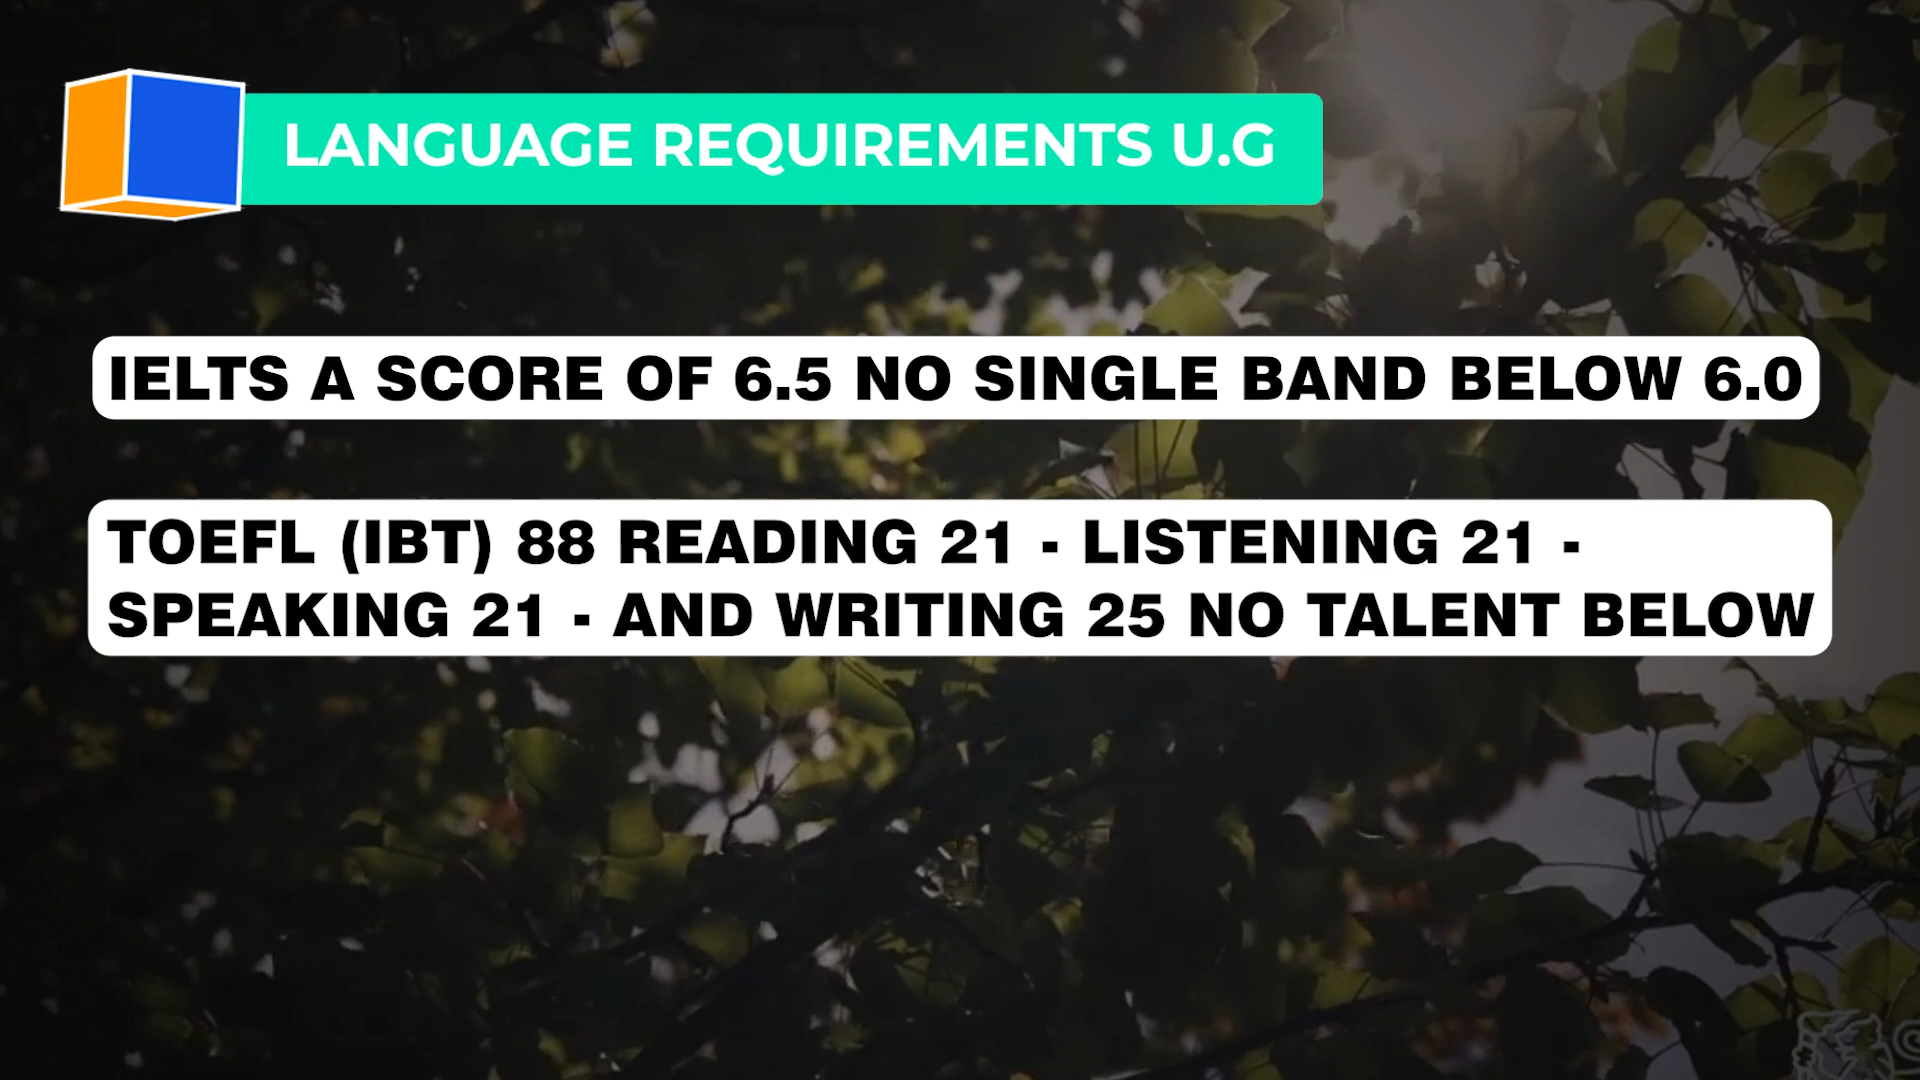 LANGUAGE REQUIREMENTS U.G
IELTS A SCORE OF 6.5 NO SINGLE BAND BELOW 6.0
TOEFL (IBT) 88 READING 21 - LISTENING 21 -
SPEAKING 21 - AND WRITING 25 NO TALENT BELOW